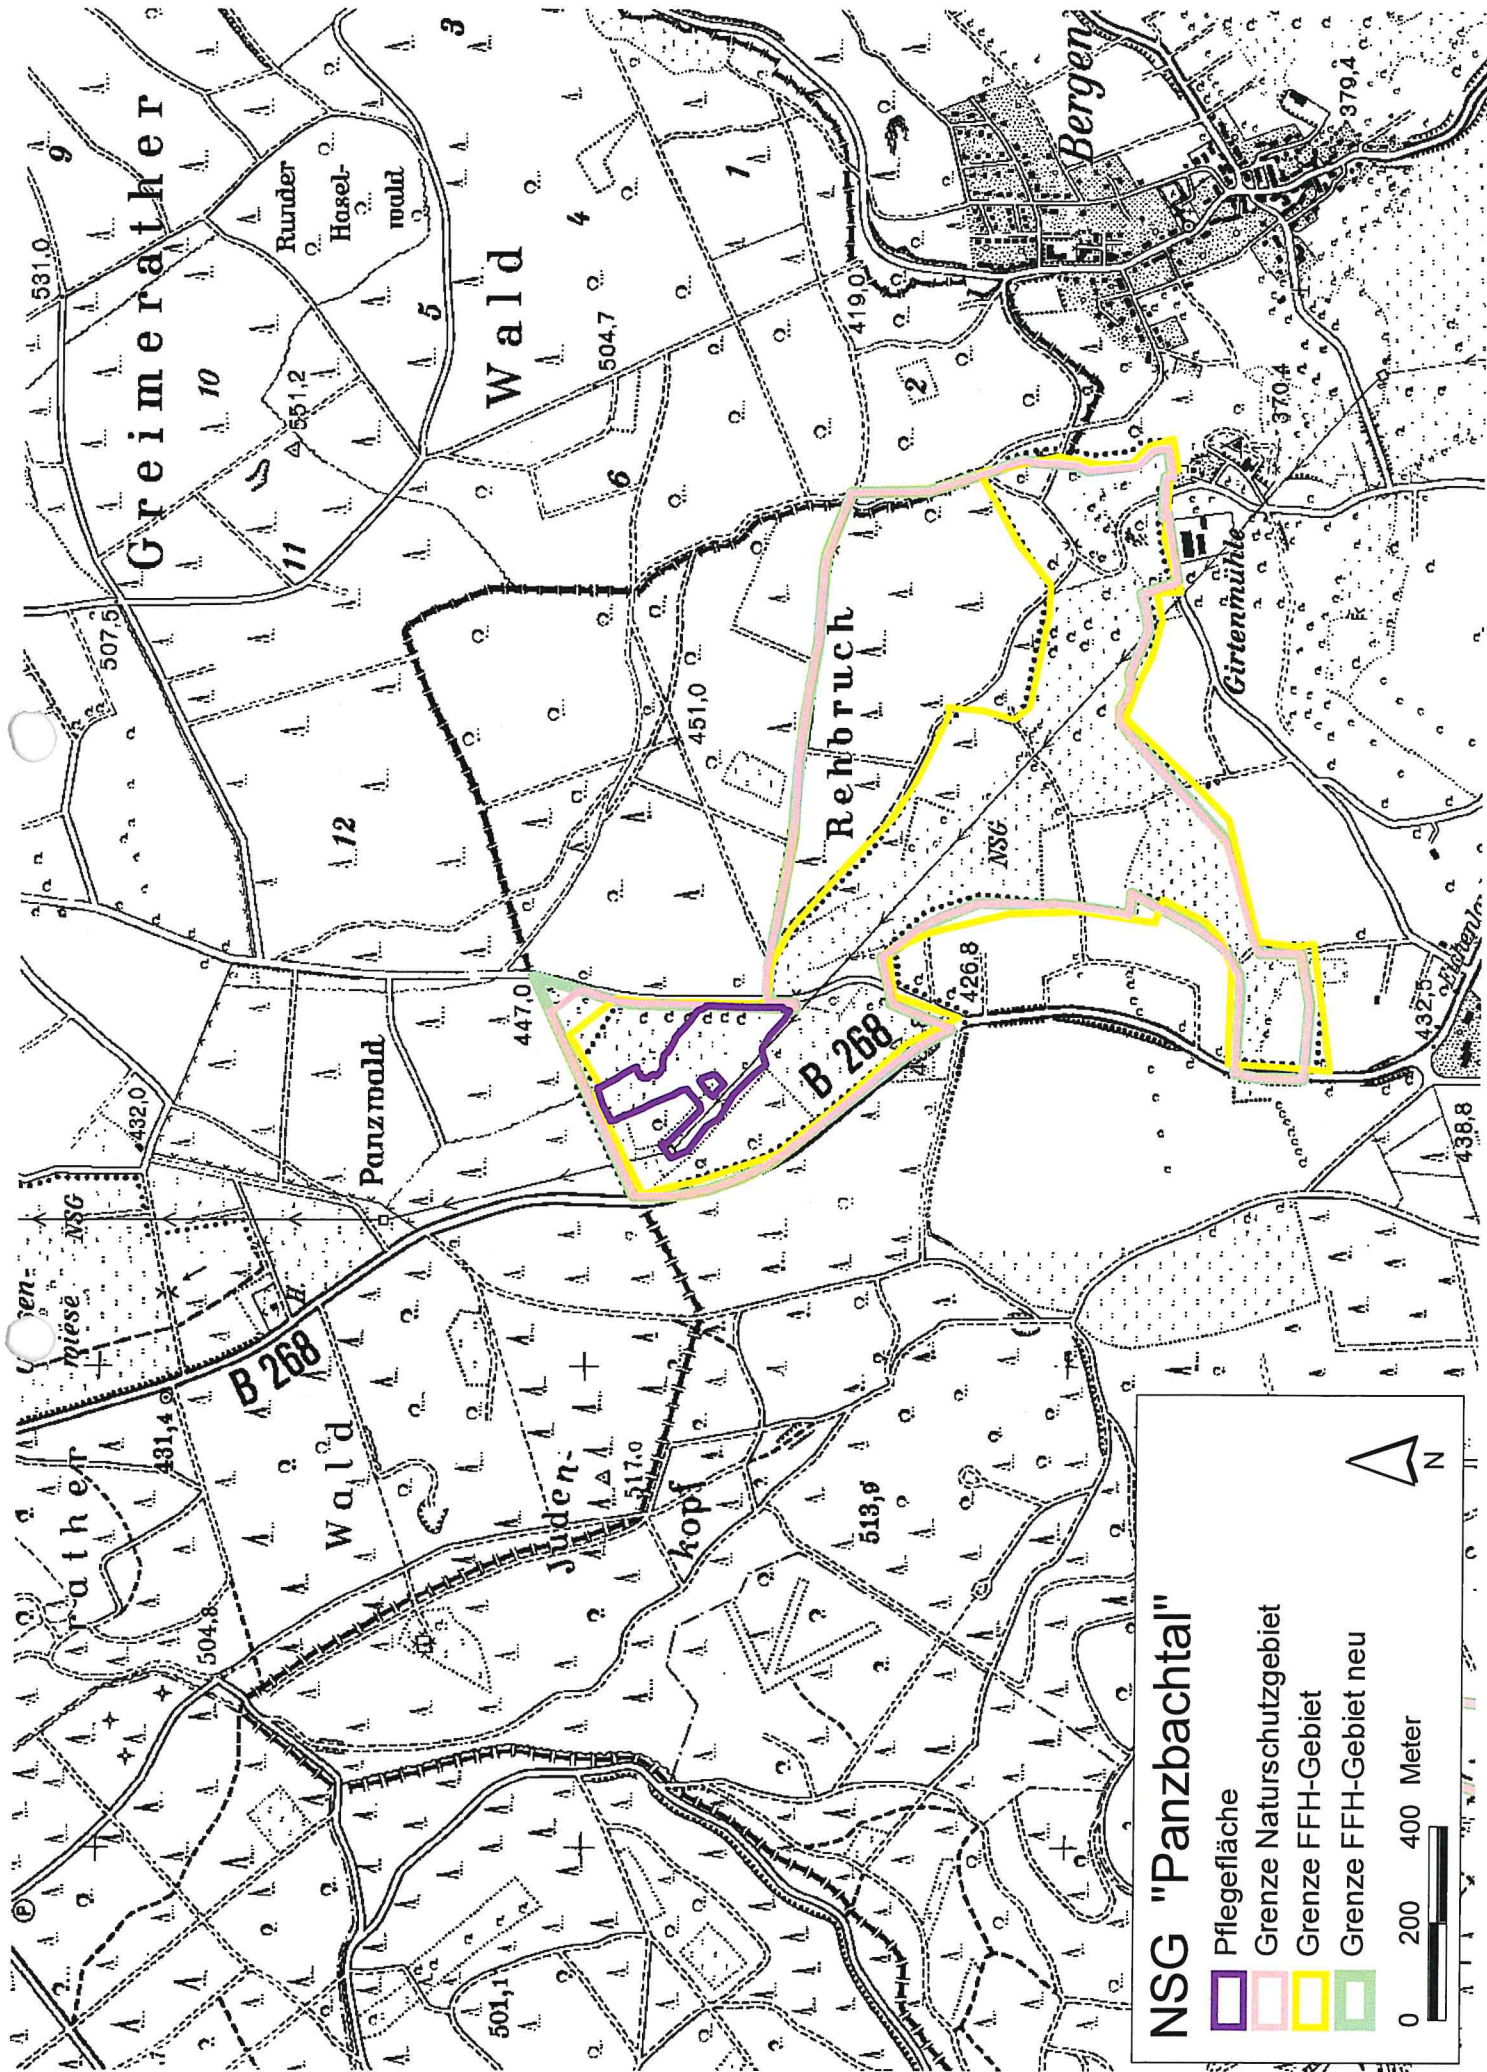 Greimerather
Wald
Runder
Hasel-
wald
9
3
10
5
4
11
1
6
2
12
531,0
551,2
504,7
507,5
419,0
451,0
447,0
432,0
431,4
504,8
517,0
513,9
501,1
426,8
432,5
438,8
370,4
379,4
Bergen
Rehbruch
Girtenmühle
NSG
Panzwald
B 268
B 268
NSG
wiese
H.
rather
Wald
Juden-
kopf
P
NSG "Panzbachtal"
Pflegefläche
Grenze Naturschutzgebiet
Grenze FFH-Gebiet
Grenze FFH-Gebiet neu
0 200 400 Meter
N